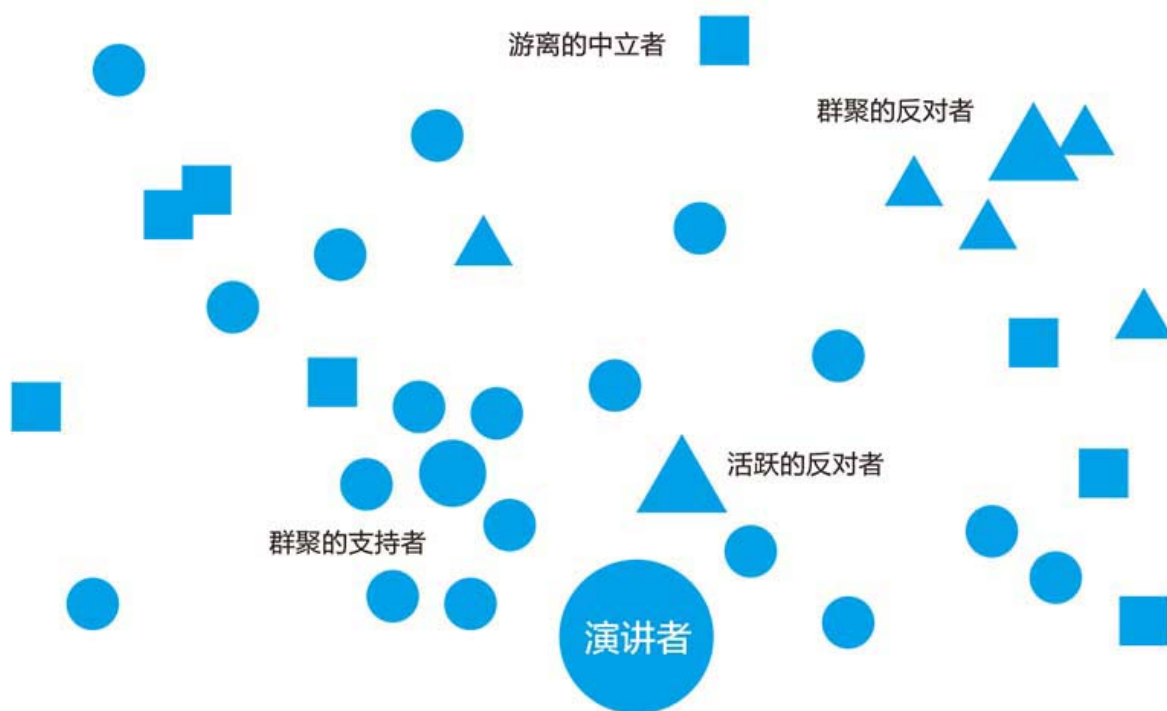 游离的中立者
群聚的反对者
活跃的反对者
群聚的支持者
演讲者